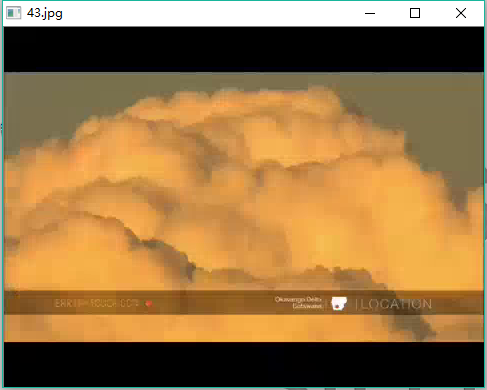 43.jpg
Okavango Delta
Botswana
LOCATION